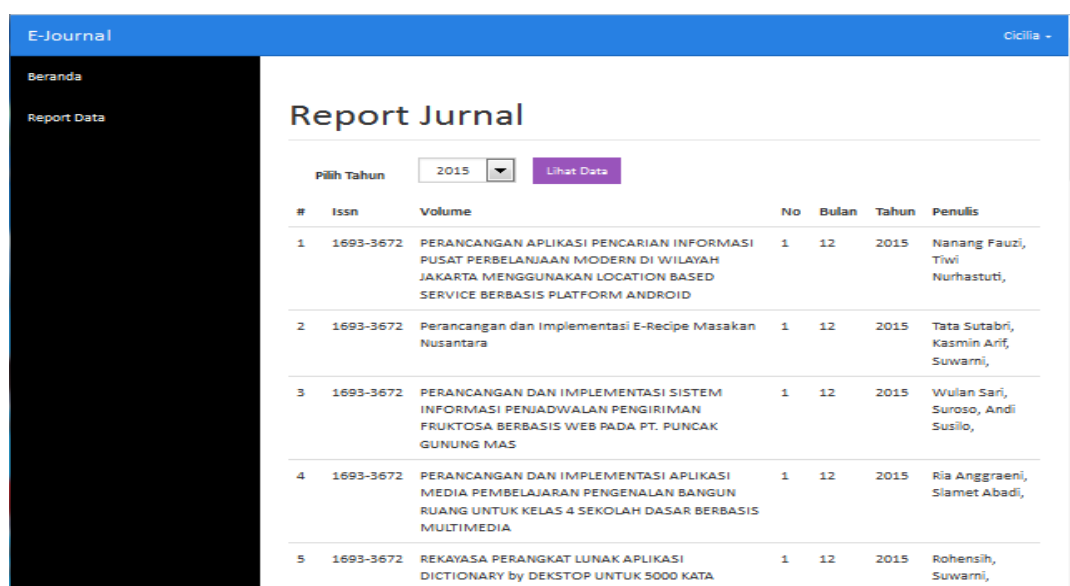 E-Journal
Cicilia
Beranda
Report Data
Report Jurnal
Pilih Tahun 2015 Lihat Data
# Issn Volume No Bulan Tahun Penulis
1 1693-3672 PERANCANGAN APLIKASI PENCARIAN INFORMASI 1 12 2015 Nanang Fauzi,
PUSAT PERBELANJAAN MODERN DI WILAYAH Tiwi
JAKARTA MENGGUNAKAN LOCATION BASED Nurhastuti,
SERVICE BERBASIS PLATFORM ANDROID
2 1693-3672 Perancangan dan Implementasi E-Recipe Masakan 1 12 2015 Tata Sutabri,
Nusantara Kasmin Arif,
Suwarni,
3 1693-3672 PERANCANGAN DAN IMPLEMENTASI SISTEM 1 12 2015 Wulan Sari,
INFORMASI PENJADWALAN PENGIRIMAN Suroso, Andi
FRUKTOSA BERBASIS WEB PADA PT. PUNCAK Susilo,
GUNUNG MAS
4 1693-3672 PERANCANGAN DAN IMPLEMENTASI APLIKASI 1 12 2015 Ria Anggraeni,
MEDIA PEMBELAJARAN PENGENALAN BANGUN Slamet Abadi,
RUANG UNTUK KELAS 4 SEKOLAH DASAR BERBASIS
MULTIMEDIA
5 1693-3672 REKAYASA PERANGKAT LUNAK APLIKASI 1 12 2015 Rohensih,
DICTIONARY by DEKSTOP UNTUK 5000 KATA Suwarni,